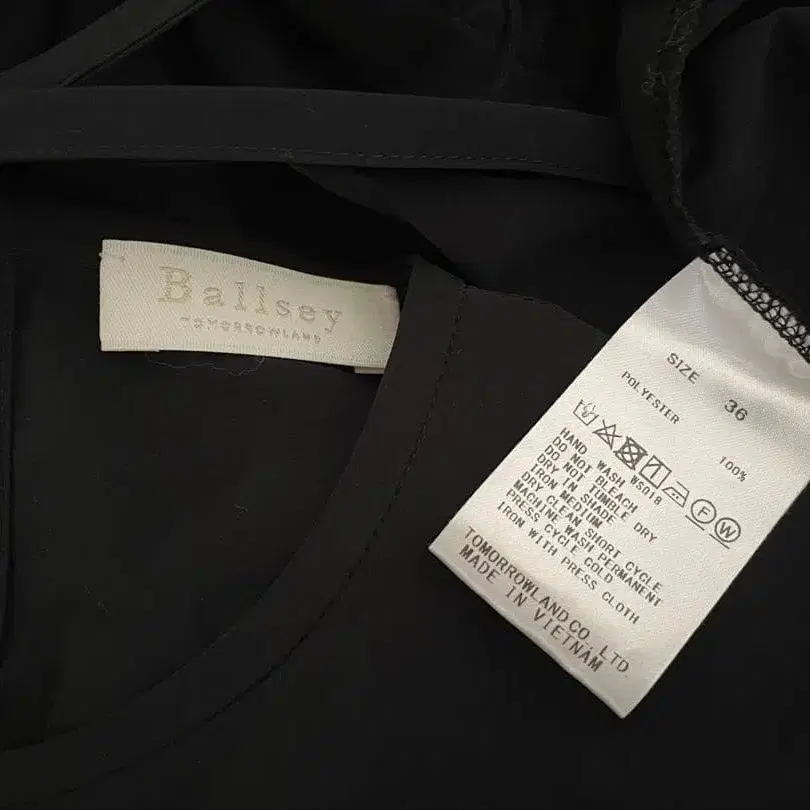 Ballsey
TOMORROWLAND
SIZE 36
POLYESTER 100%
HAND WASH WS018
DO NOT BLEACH
DO NOT TUMBLE DRY
DRY IN SHADE
IRON MEDIUM
DRY CLEAN SHORT CYCLE
MACHINE WASH PERMANENT
PRESS CYCLE COLD
IRON WITH PRESS CLOTH
TOMORROWLAND CO., LTD
MADE IN VIETNAM